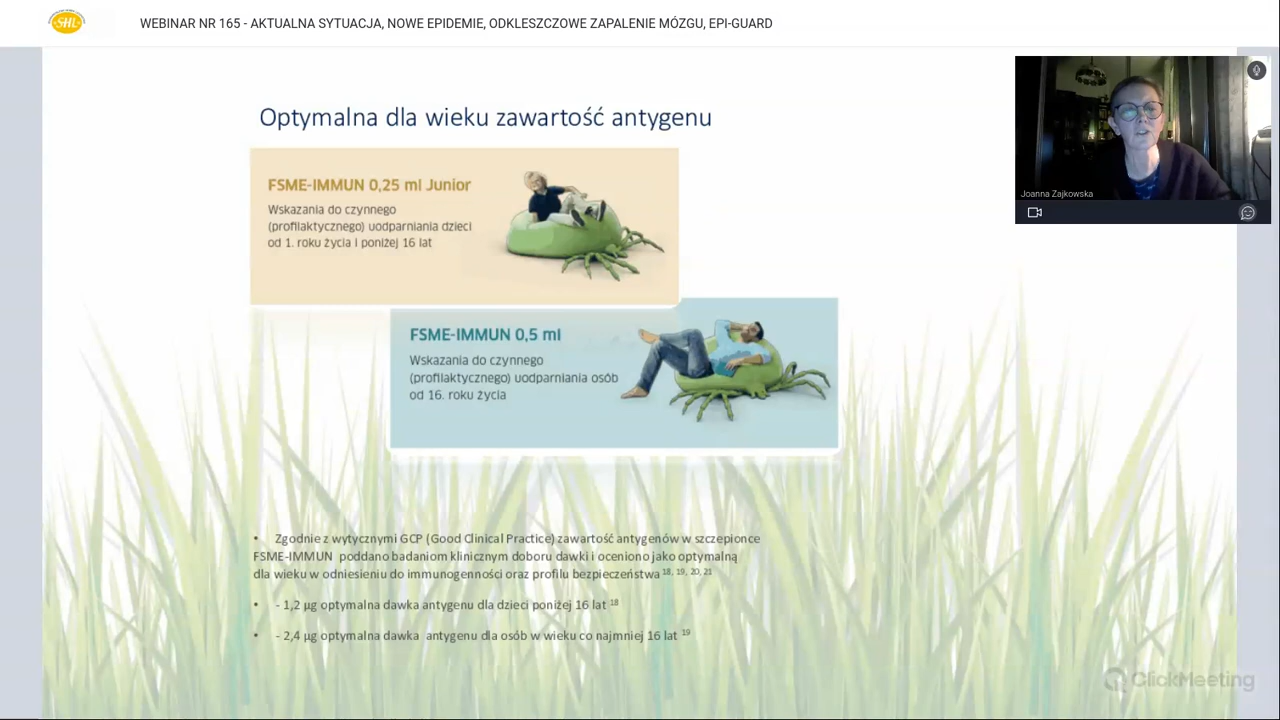 SHL
WEBINAR NR 165 - AKTUALNA SYTUACJA, NOWE EPIDEMIE, ODKLESZCZOWE ZAPALENIE MÓZGU, EPI-GUARD
Joanna Zajkowska
Optymalna dla wieku zawartość antygenu
FSME-IMMUN 0,25 ml Junior
Wskazania do czynnego
(profilaktycznego) uodparniania dzieci
od 1. roku życia i poniżej 16 lat
FSME-IMMUN 0,5 ml
Wskazania do czynnego
(profilaktycznego) uodparniania osób
od 16. roku życia
• Zgodnie z wytycznymi GCP (Good Clinical Practice) zawartość antygenów w szczepionce
FSME-IMMUN poddano badaniom klinicznym doboru dawki i oceniono jako optymalną
dla wieku w odniesieniu do immunogenności oraz profilu bezpieczeństwa 18, 19, 20, 21
• - 1,2 µg optymalna dawka antygenu dla dzieci poniżej 16 lat 18
• - 2,4 µg optymalna dawka antygenu dla osób w wieku co najmniej 16 lat 19
ClickMeeting